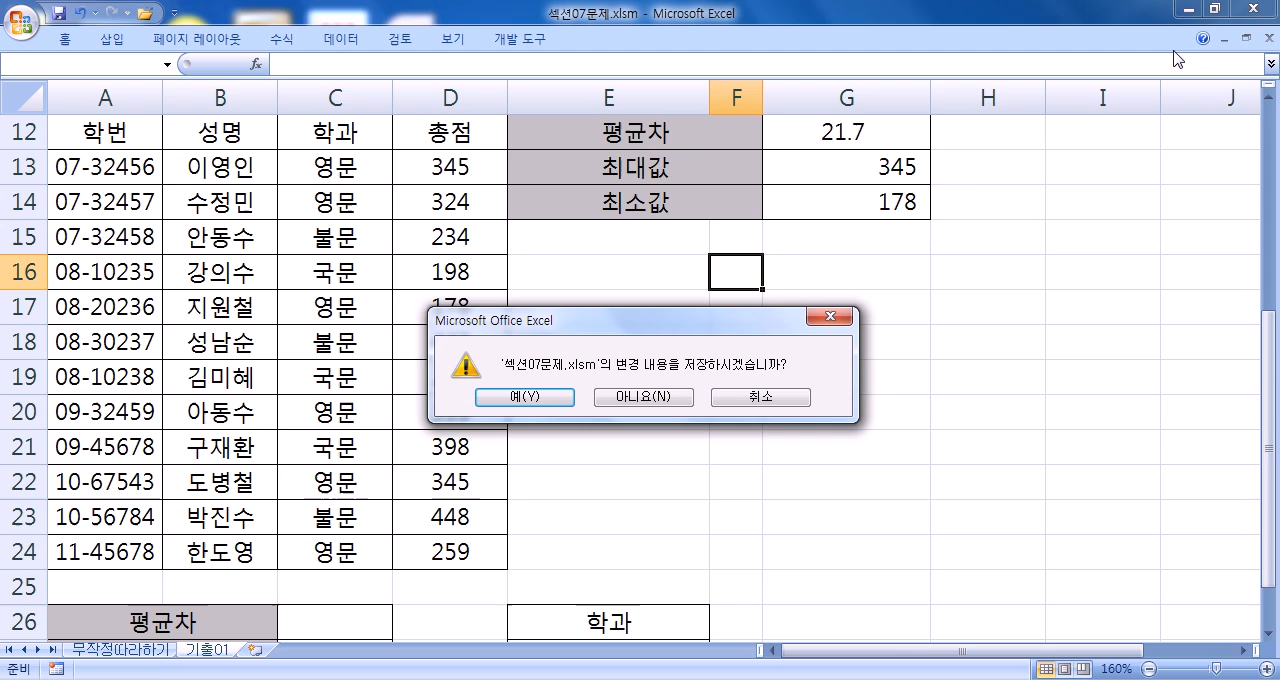 섹션07문제.xlsm - Microsoft Excel
홈 삽입 페이지 레이아웃 수식 데이터 검토 보기 개발 도구
fx
A B C D E F G H I J
12 학번 성명 학과 총점 평균차 21.7
13 07-32456 이영인 영문 345 최대값 345
14 07-32457 수정민 영문 324 최소값 178
15 07-32458 안동수 불문 234
16 08-10235 강의수 국문 198
17 08-20236 지원철 영문 178
Microsoft Office Excel
18 08-30237 성남순 불문
'섹션07문제.xlsm'의 변경 내용을 저장하시겠습니까?
19 08-10238 김미혜 국문
예(Y) 아니요(N) 취소
20 09-32459 아동수 영문
21 09-45678 구재환 국문 398
22 10-67543 도병철 영문 345
23 10-56784 박진수 불문 448
24 11-45678 한도영 영문 259
25
26 평균차 학과
무작정따라하기 기출01
준비 160%